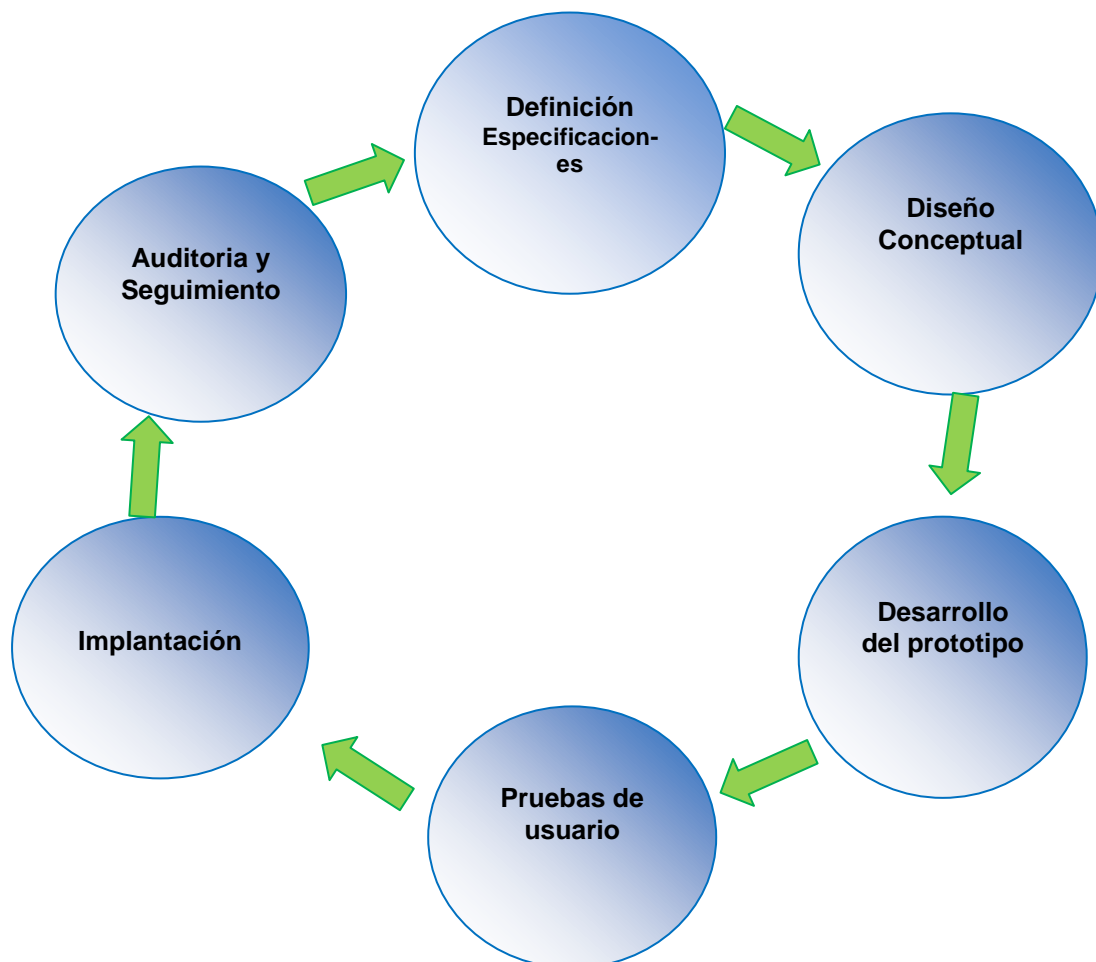 Definición
Especificacion-
es
Diseño
Conceptual
Desarrollo
del prototipo
Pruebas de
usuario
Implantación
Auditoria y
Seguimiento